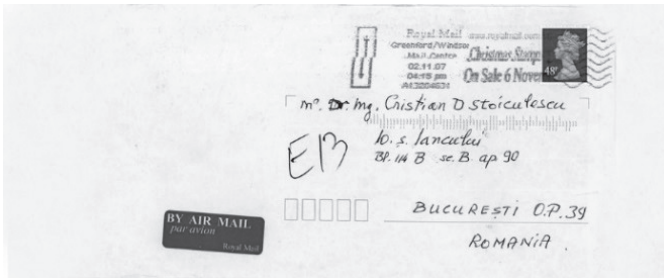 Royal Mail www.royalmail.com
Greenford/Windsor
Mail Centre Christmas Stamps
02.11.07
04:15 pm On Sale 6 November
48p
Dr. Ing. Cristian D Stoiculescu
S. Iancului
Bl. 114 B sc. B. ap 90
E13
BUCUREȘTI O.P. 39
BY AIR MAIL
par avion
Royal Mail
ROMANIA.